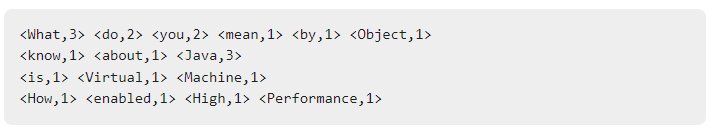 <What,3> <do,2> <you,2> <mean,1> <by,1> <Object,1>
<know,1> <about,1> <Java,3>
<is,1> <Virtual,1> <Machine,1>
<How,1> <enabled,1> <High,1> <Performance,1>